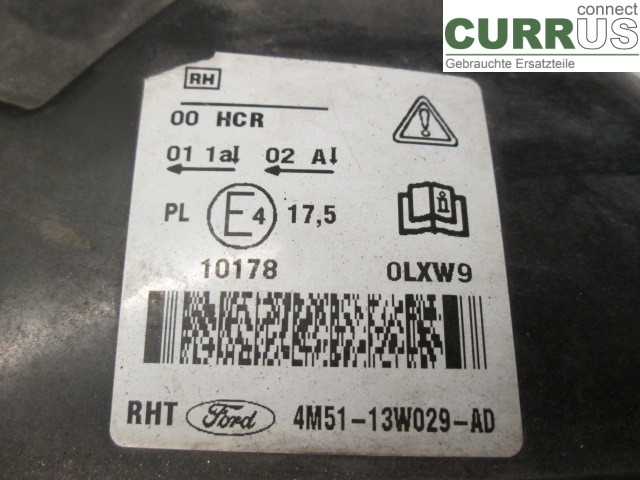 connect
CURRUS
Gebrauchte Ersatzteile
RH
00 HCR
01 1a 02 A
PL E4 17,5
10178 0LXW9
RHT Ford 4M51-13W029-AD